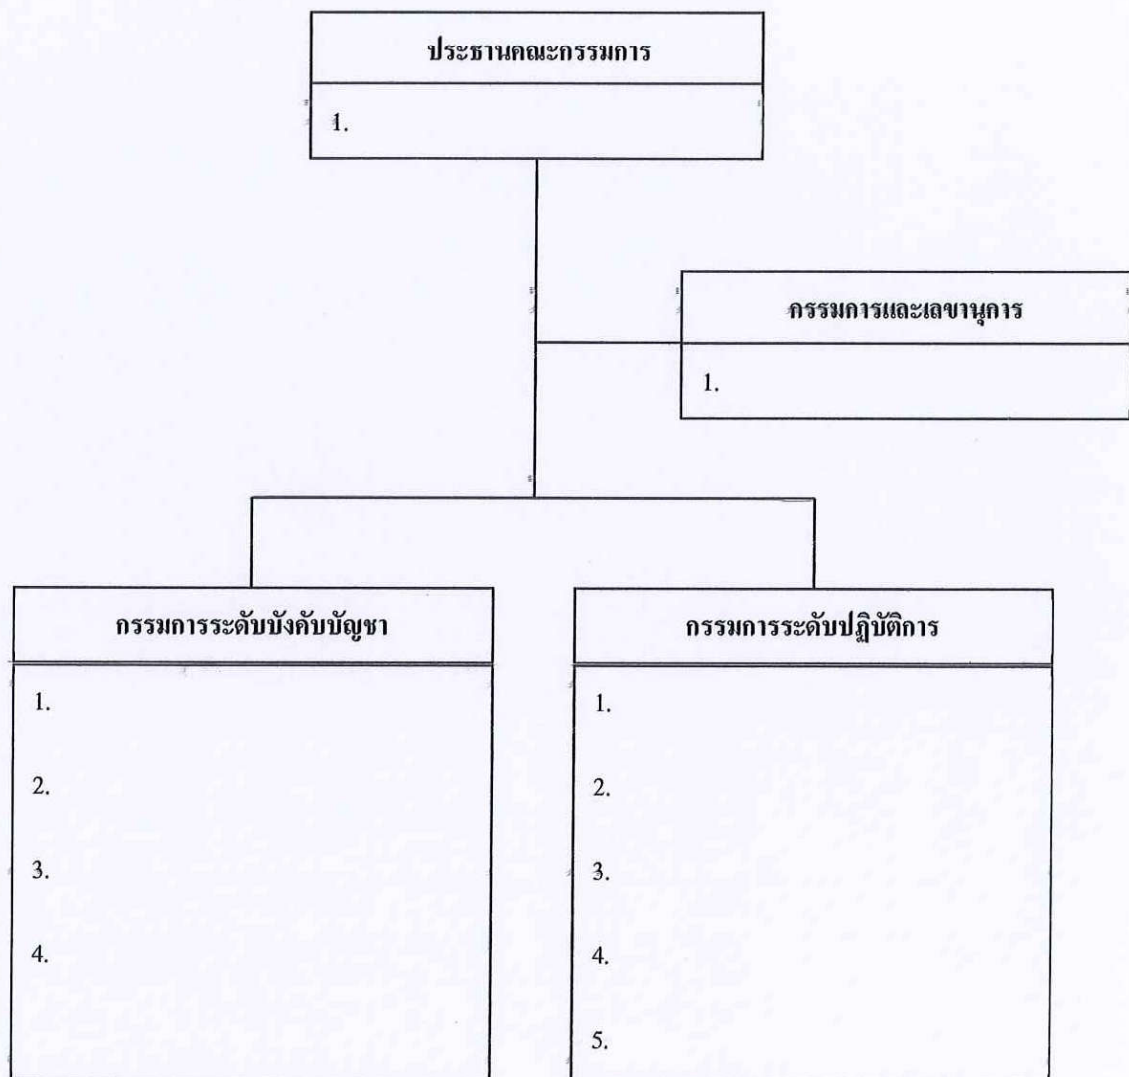 ประธานคณะกรรมการ
1.
กรรมการและเลขานุการ
1.
กรรมการระดับบังคับบัญชา
1.
2.
3.
4.
กรรมการระดับปฏิบัติการ
1.
2.
3.
4.
5.